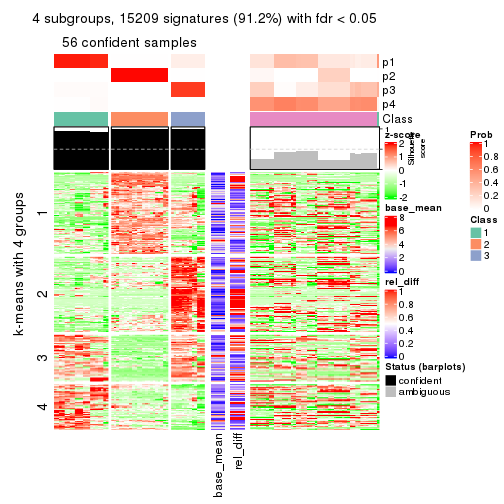 4 subgroups, 15209 signatures (91.2%) with fdr < 0.05
56 confident samples
p1
p2
p3
p4
Class
1
Silhouette
score
k-means with 4 groups
1
2
3
4
base_mean
rel_diff
z-score
2
1
0
-1
-2
base_mean
8
6
4
2
0
rel_diff
1
0.8
0.6
0.4
0.2
0
Status (barplots)
confident
ambiguous
Prob
1
0.8
0.6
0.4
0.2
0
Class
1
2
3